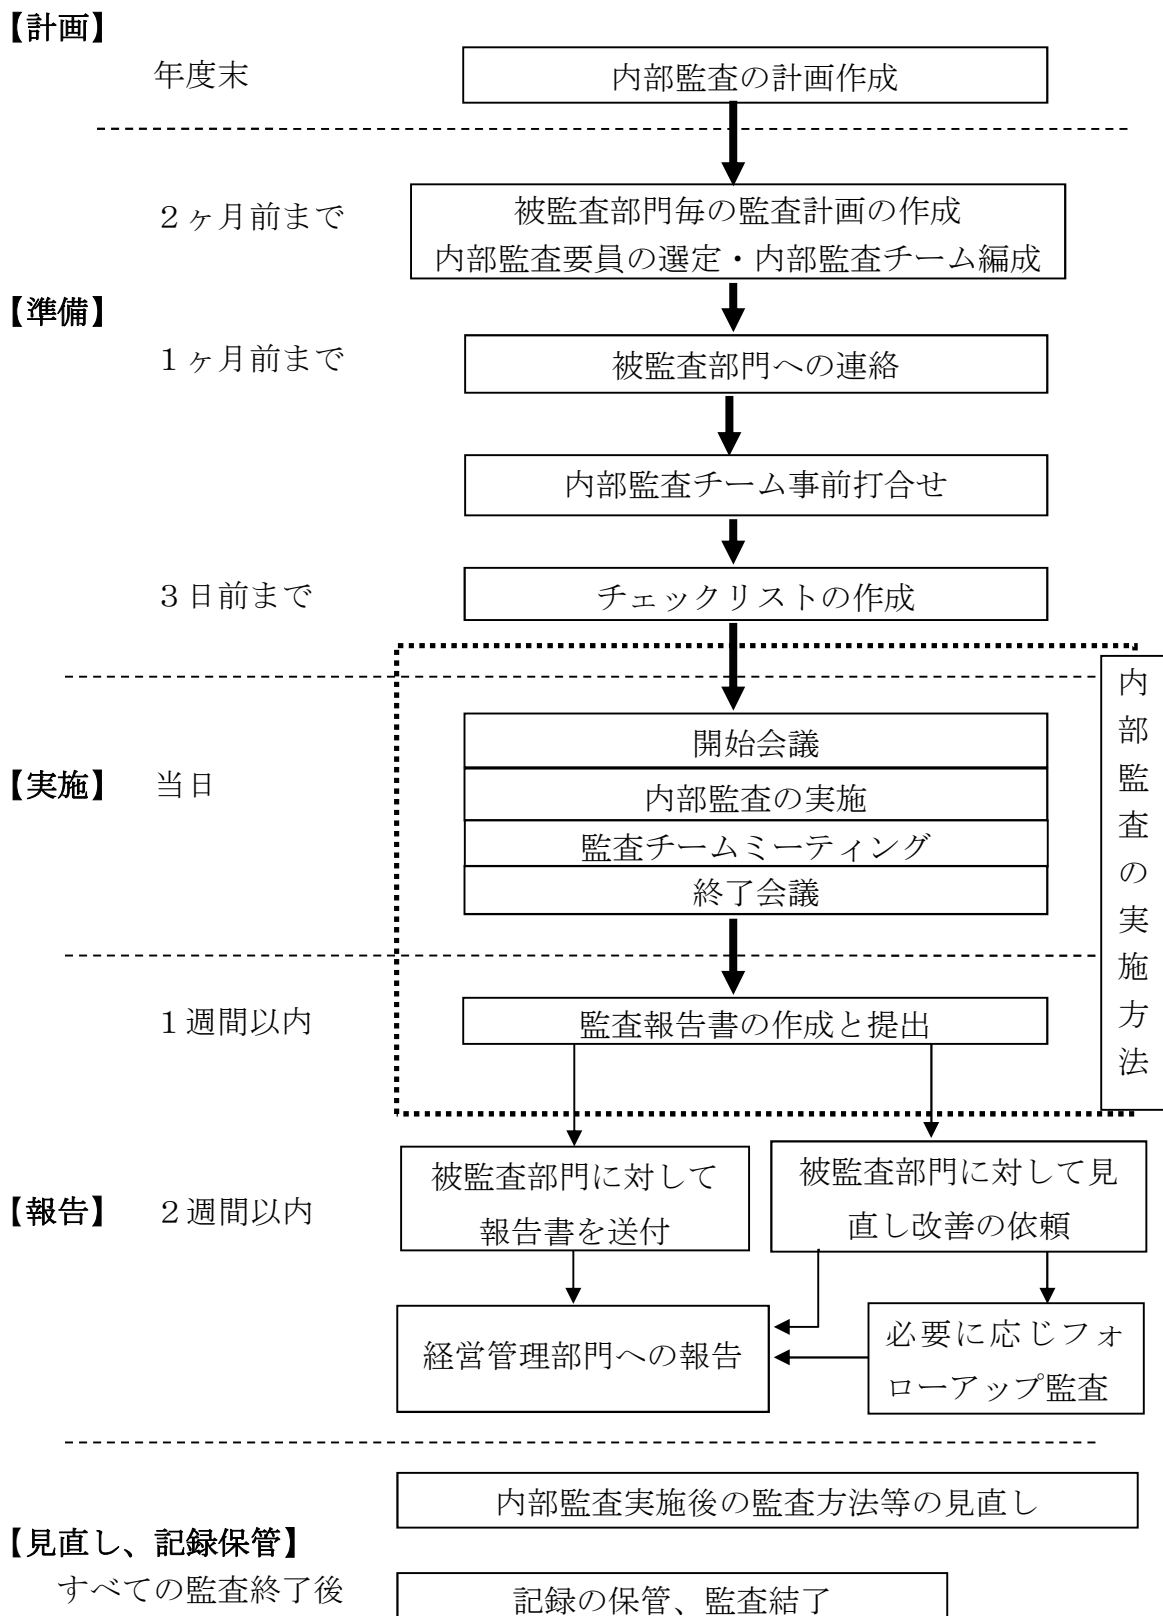 【計画】
年度末
内部監査の計画作成
２ヶ月前まで
被監査部門毎の監査計画の作成
内部監査要員の選定・内部監査チーム編成
【準備】
１ヶ月前まで
被監査部門への連絡
内部監査チーム事前打合せ
３日前まで
チェックリストの作成
内部監査の実施方法
開始会議
【実施】
当日
内部監査の実施
監査チームミーティング
終了会議
１週間以内
監査報告書の作成と提出
【報告】
２週間以内
被監査部門に対して
報告書を送付
被監査部門に対して見
直し改善の依頼
経営管理部門への報告
必要に応じフォ
ローアップ監査
内部監査実施後の監査方法等の見直し
【見直し、記録保管】
すべての監査終了後
記録の保管、監査結了